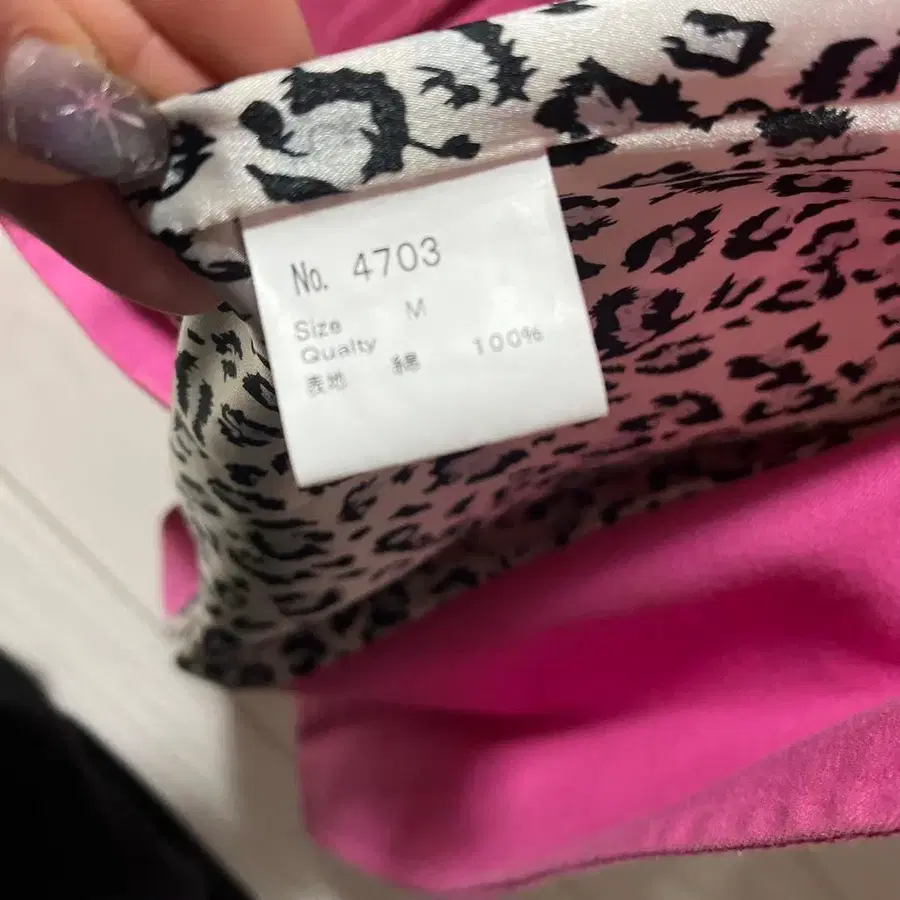 No. 4703
Size M
Qualty 100%
表地 綿